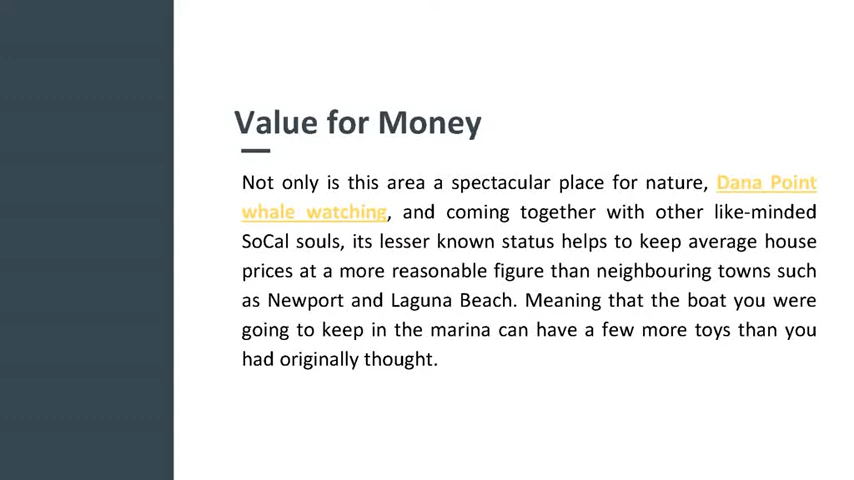 Value for Money
Not only is this area a spectacular place for nature, Dana Point
whale watching, and coming together with other like-minded
SoCal souls, its lesser known status helps to keep average house
prices at a more reasonable figure than neighbouring towns such
as Newport and Laguna Beach. Meaning that the boat you were
going to keep in the marina can have a few more toys than you
had originally thought.